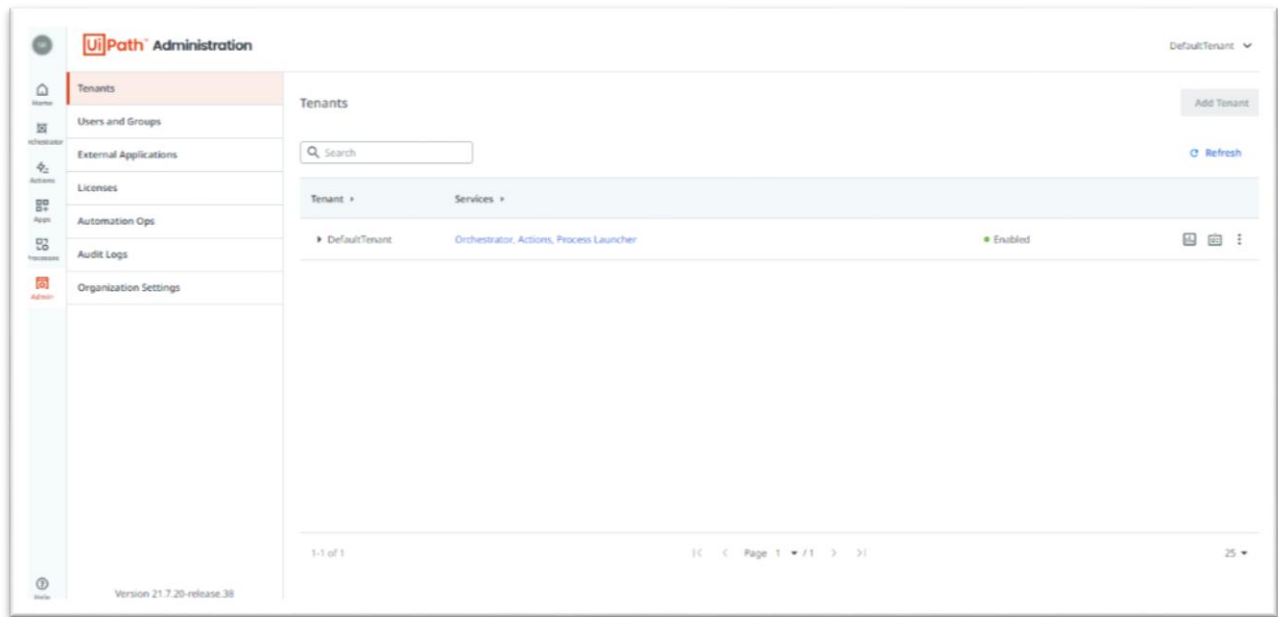 UiPath™ Administration
DefaultTenant
Home
Orchestrator
Actions
Apps
Processes
Admin
Help
Tenants
Users and Groups
External Applications
Licenses
Automation Ops
Audit Logs
Organization Settings
Version 21.7.20-release.38
Tenants
Add Tenant
Search
Refresh
Tenant Services
DefaultTenant Orchestrator, Actions, Process Launcher Enabled
1-1 of 1 Page 1 / 1 25